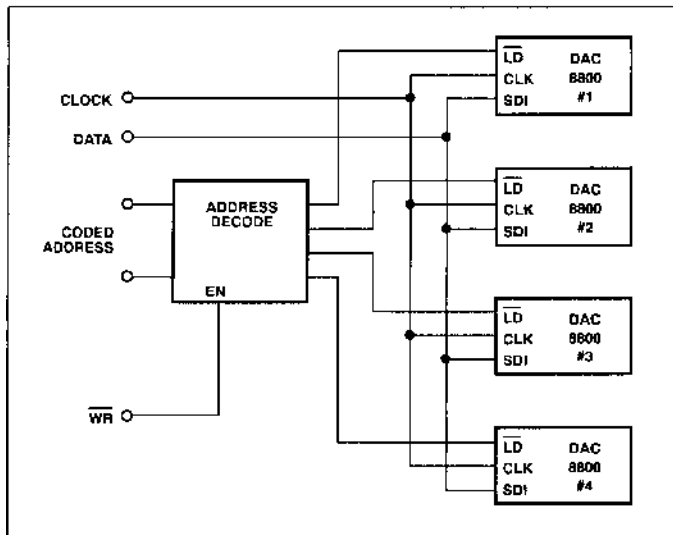 CLOCK
DATA
CODED
ADDRESS
WR
ADDRESS
DECODE
EN
LD DAC
CLK 8800
SDI #1
LD DAC
CLK 8800
SDI #2
LD DAC
CLK 8800
SDI #3
LD DAC
CLK 8800
SDI #4